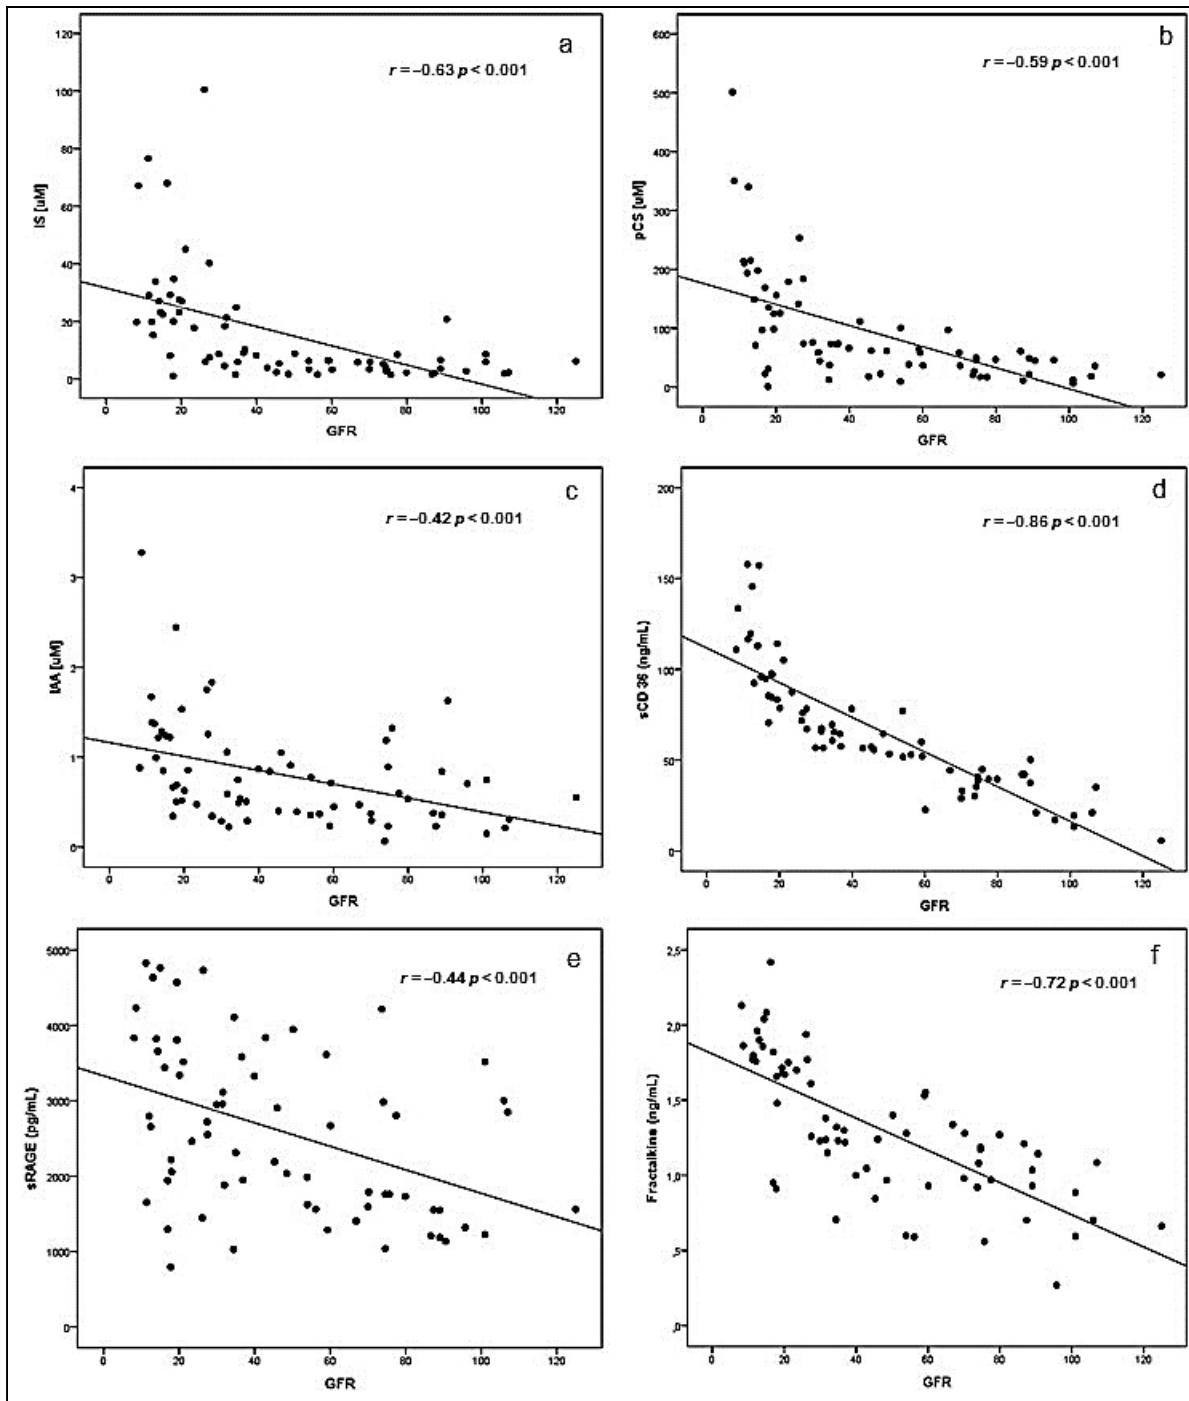 a
r = −0.63 p < 0.001
120
100
80
60
40
20
0
IS [uM]
0 20 40 60 80 100 120
GFR
b
r = −0.59 p < 0.001
600
500
400
300
200
100
0
pCS [uM]
0 20 40 60 80 100 120
GFR
c
r = −0.42 p < 0.001
4
3
2
1
0
IAA [uM]
0 20 40 60 80 100 120
GFR
d
r = −0.86 p < 0.001
200
150
100
50
0
sCD 36 (ng/mL)
0 20 40 60 80 100 120
GFR
e
r = −0.44 p < 0.001
5000
4000
3000
2000
1000
0
sRAGE (pg/mL)
0 20 40 60 80 100 120
GFR
f
r = −0.72 p < 0.001
2,5
2,0
1,5
1,0
,5
,0
Fractalkine (ng/mL)
0 20 40 60 80 100 120
GFR